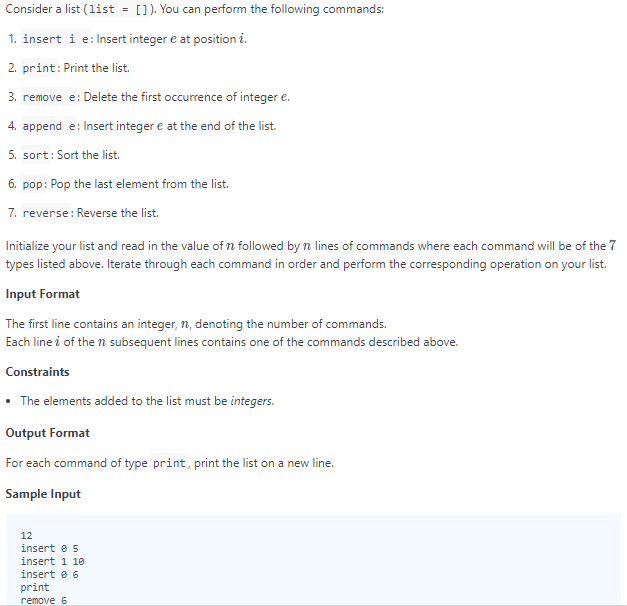 Consider a list (list = []). You can perform the following commands:
1. insert i e: Insert integer e at position i.
2. print: Print the list.
3. remove e: Delete the first occurrence of integer e.
4. append e: Insert integer e at the end of the list.
5. sort: Sort the list.
6. pop: Pop the last element from the list.
7. reverse: Reverse the list.
Initialize your list and read in the value of n followed by n lines of commands where each command will be of the 7
types listed above. Iterate through each command in order and perform the corresponding operation on your list.
Input Format
The first line contains an integer, n, denoting the number of commands.
Each line i of the n subsequent lines contains one of the commands described above.
Constraints
• The elements added to the list must be integers.
Output Format
For each command of type print, print the list on a new line.
Sample Input
12
insert 0 5
insert 1 10
insert 0 6
print
remove 6